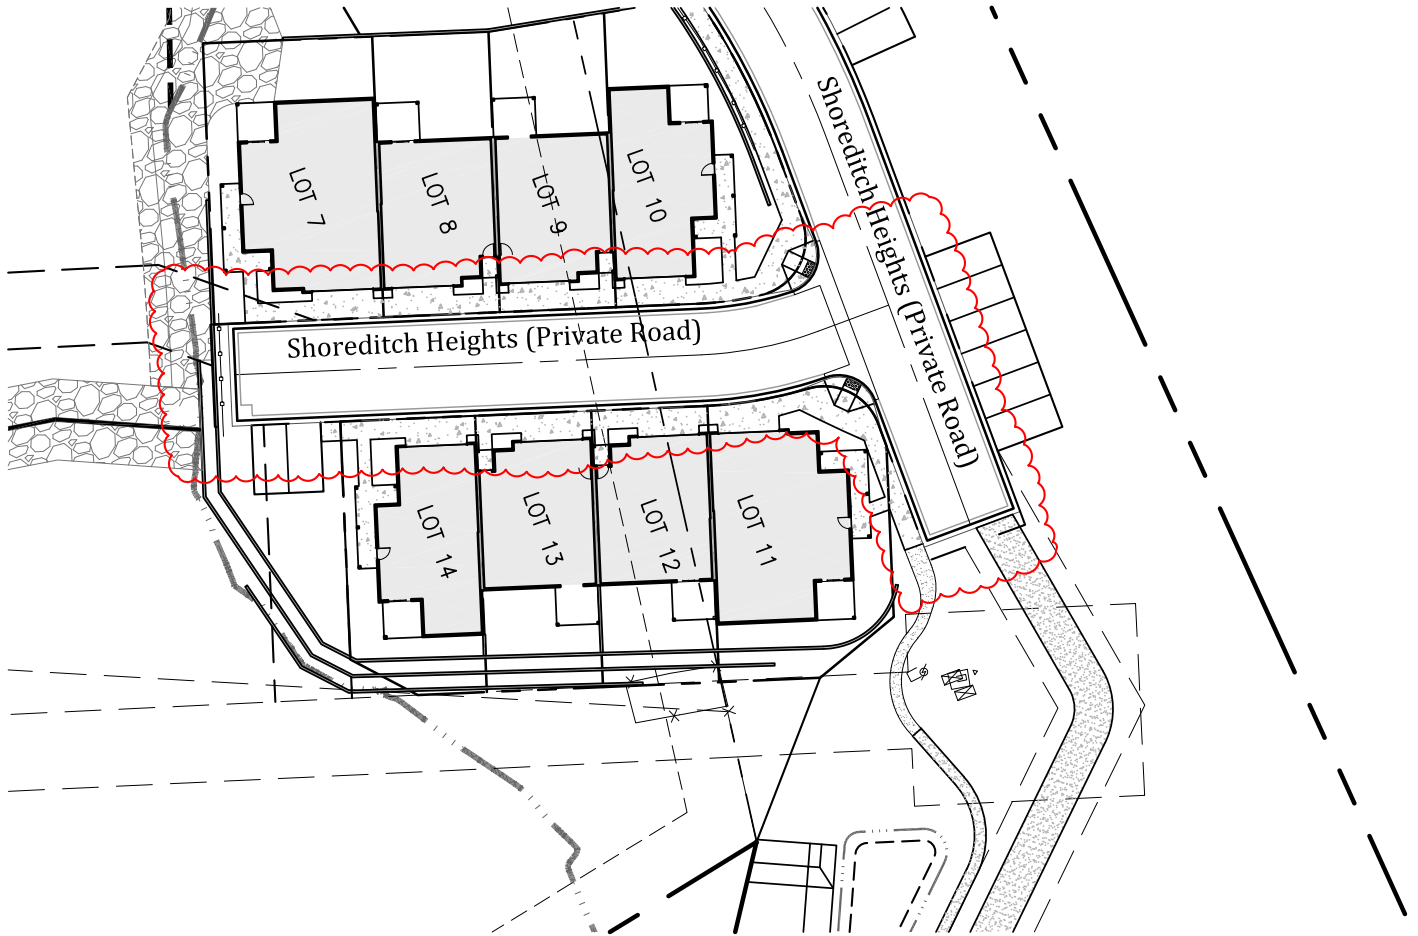 Shoreditch Heights (Private Road)
LOT 7
LOT 8
LOT 9
LOT 10
Shoreditch Heights (Private Road)
LOT 14
LOT 13
LOT 12
LOT 11